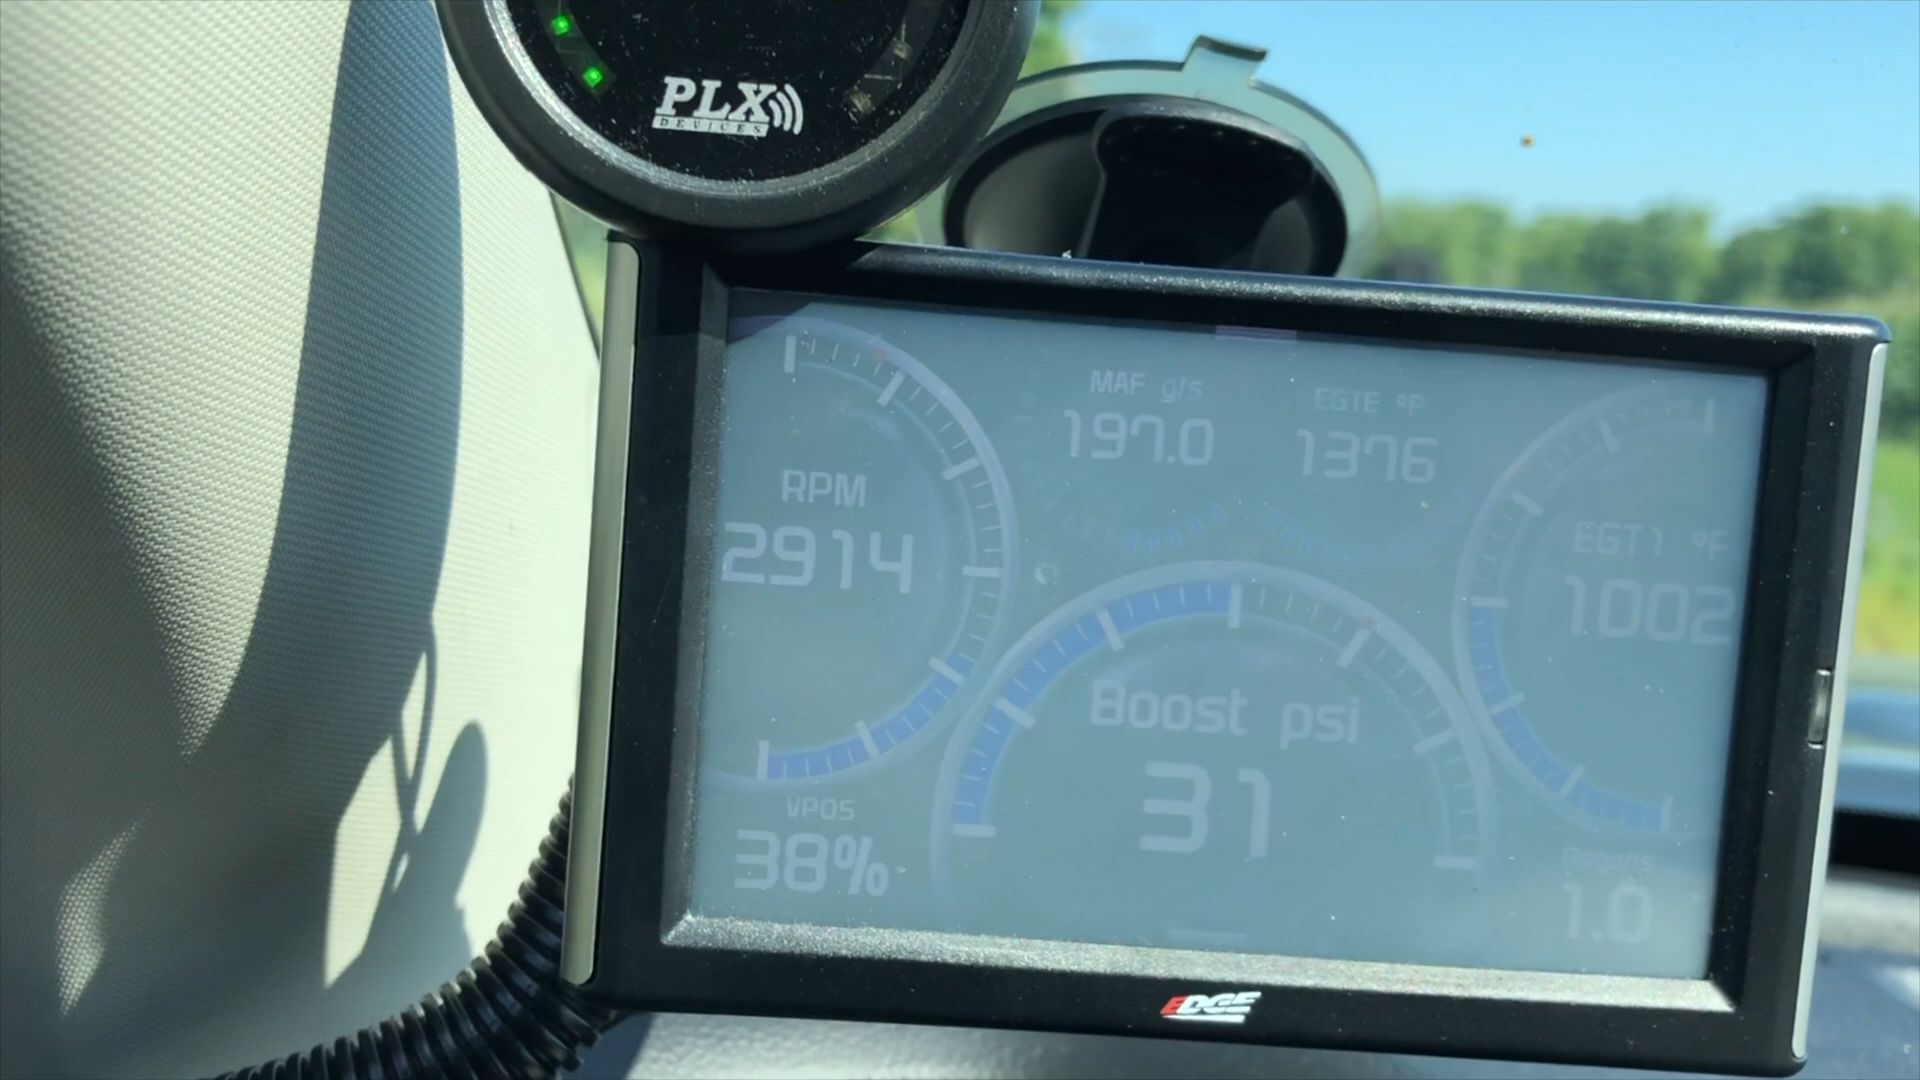 PLX
DEVICES
MAF g/s
197.0
EGTE °F
1376
RPM
2914
EGT1 °F
1002
Boost psi
31
VPOS
38%
Regens
1.0
EDGE